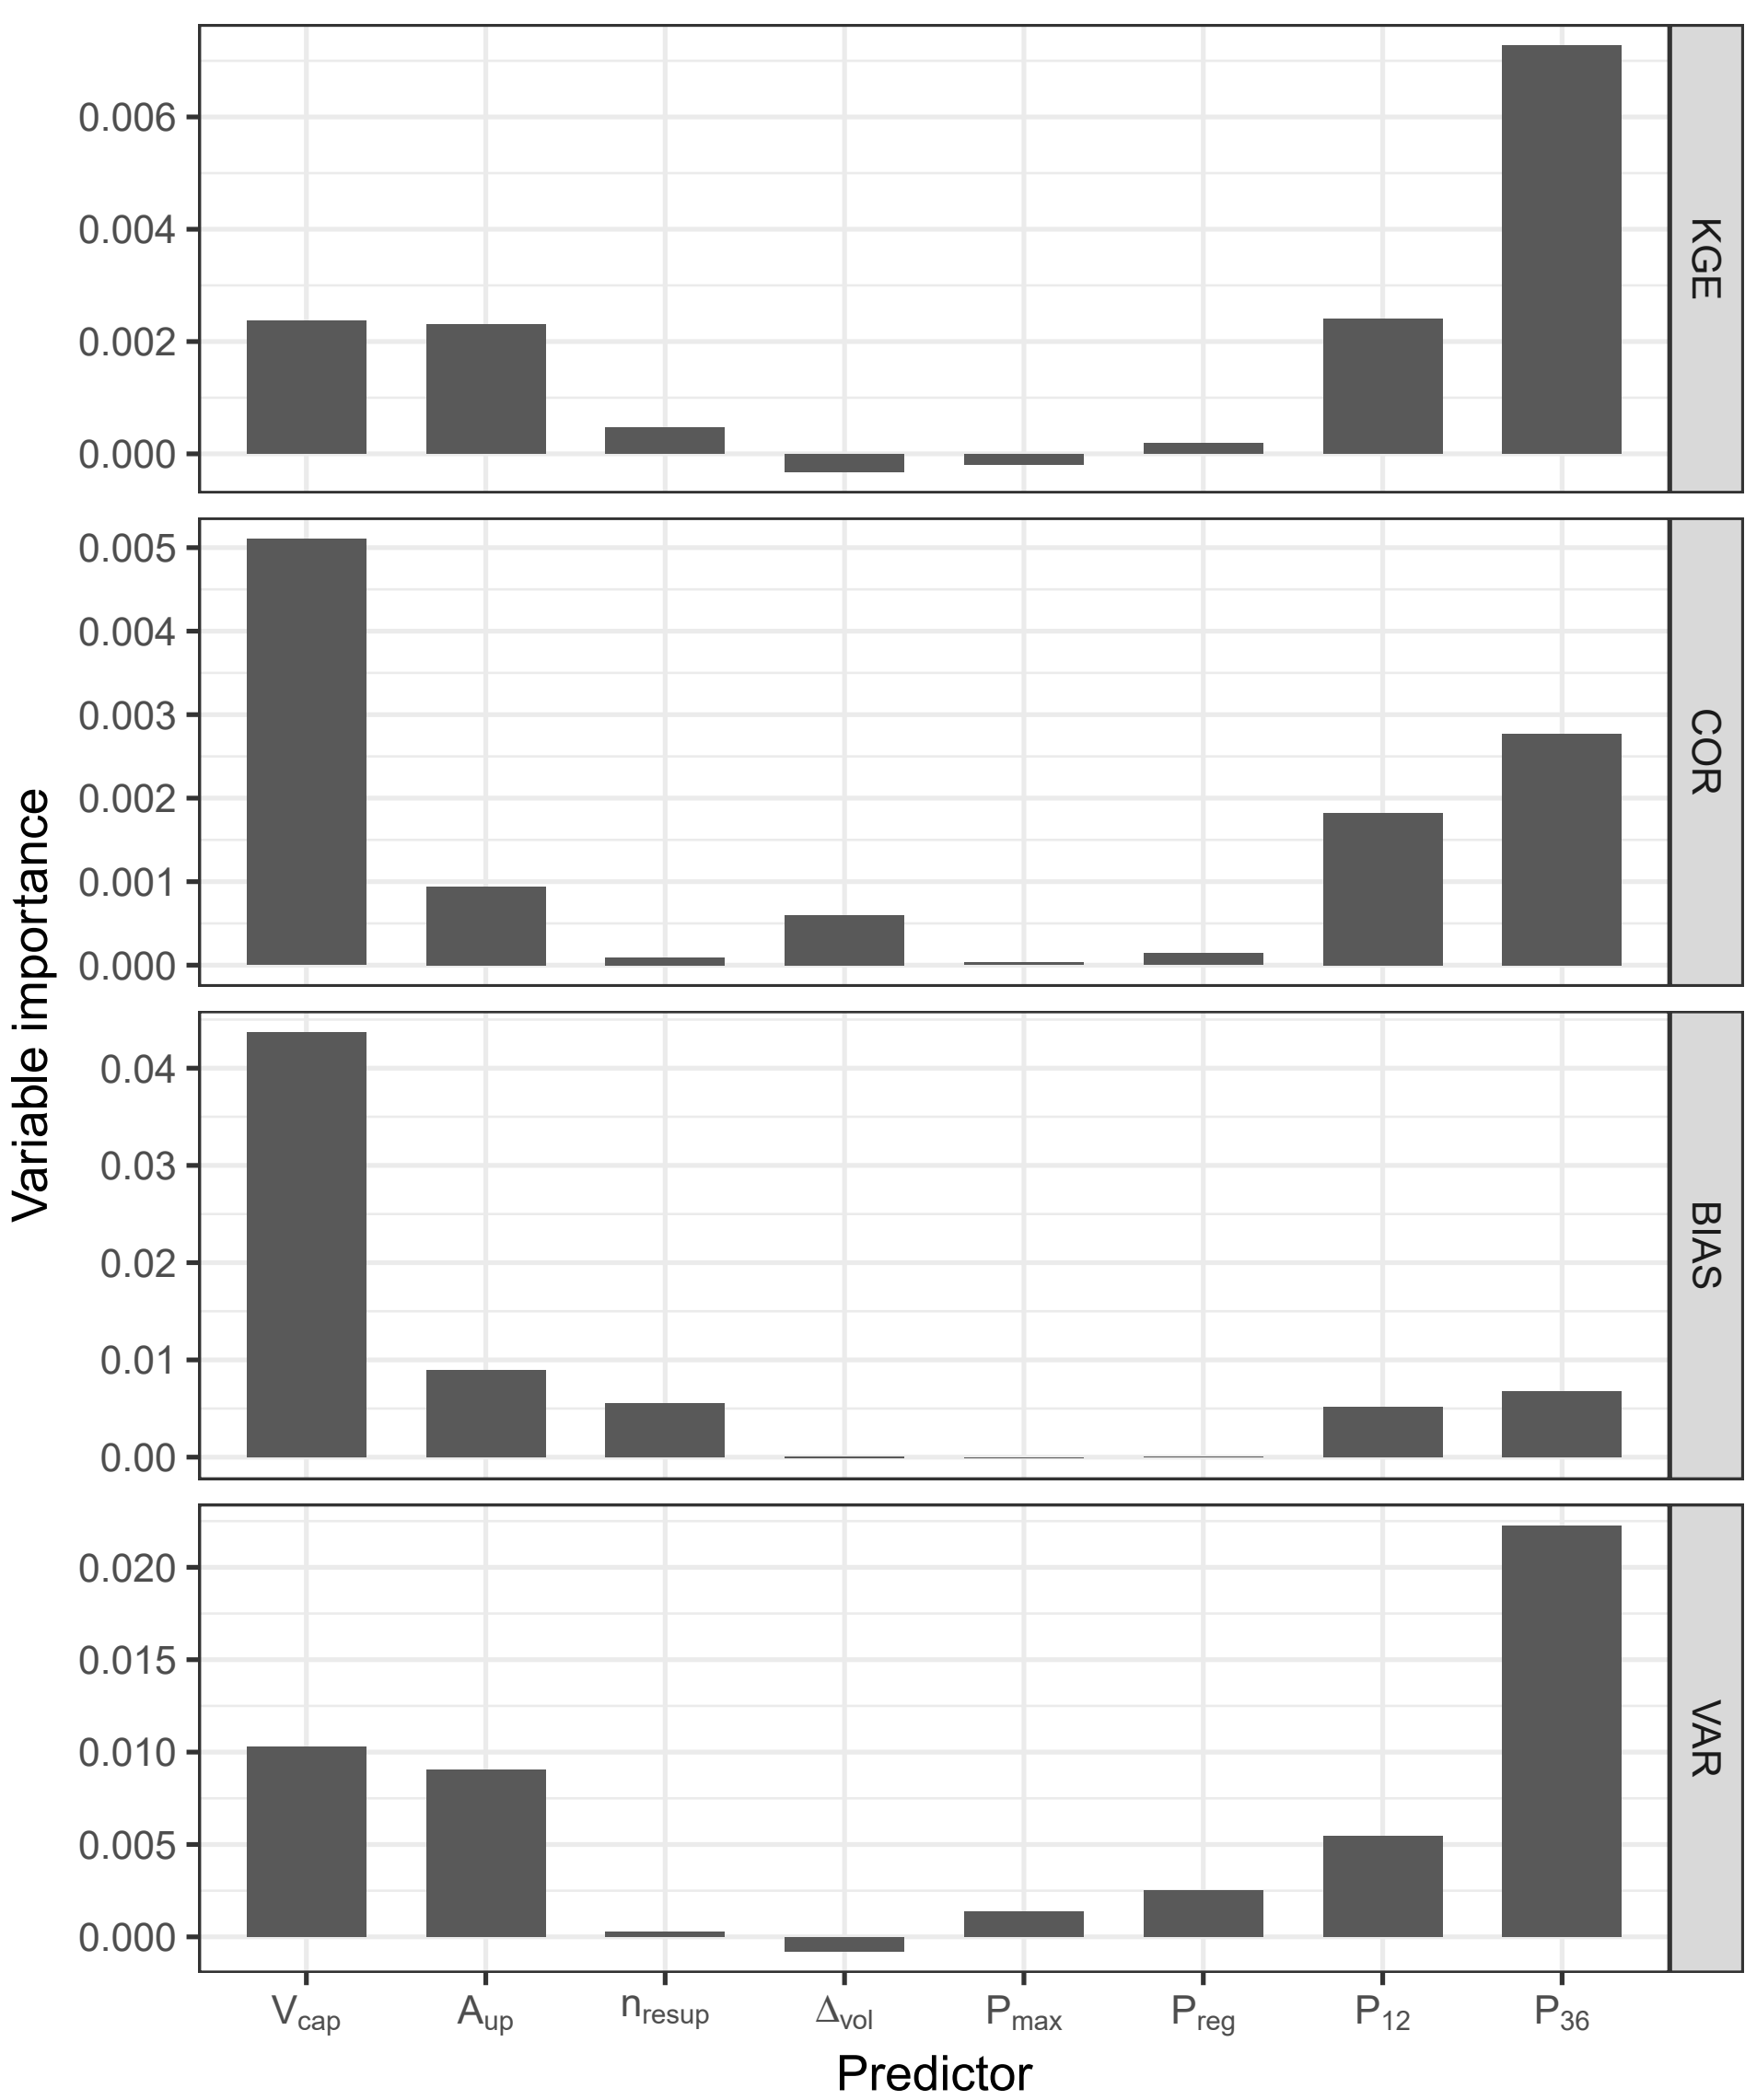 0.006
0.004
0.002
0.000
KGE
0.005
0.004
0.003
0.002
0.001
0.000
COR
0.04
0.03
0.02
0.01
0.00
BIAS
0.020
0.015
0.010
0.005
0.000
VAR
Variable importance
Vcap Aup nresup Δvol Pmax Preg P12 P36
Predictor